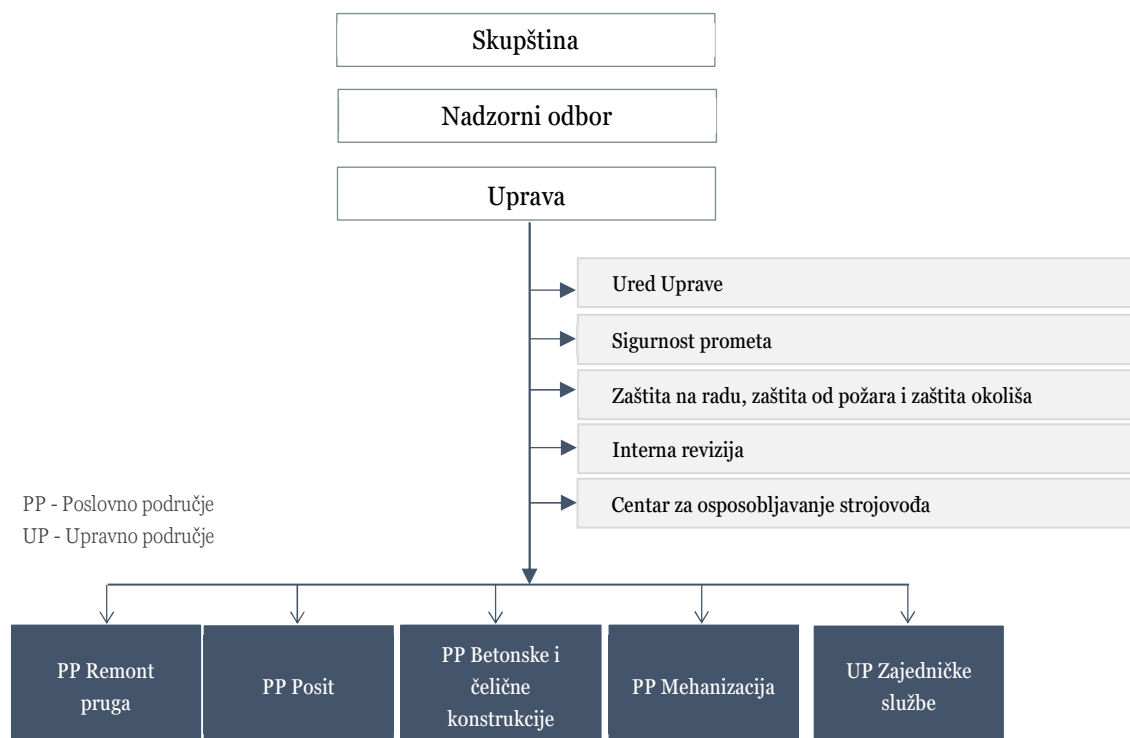 Skupština
Nadzorni odbor
Uprava
Ured Uprave
Sigurnost prometa
Zaštita na radu, zaštita od požara i zaštita okoliša
Interna revizija
Centar za osposobljavanje strojovođa
PP - Poslovno područje
UP - Upravno područje
PP Remont
pruga
PP Posit
PP Betonske i
čelične
konstrukcije
PP Mehanizacija
UP Zajedničke
službe